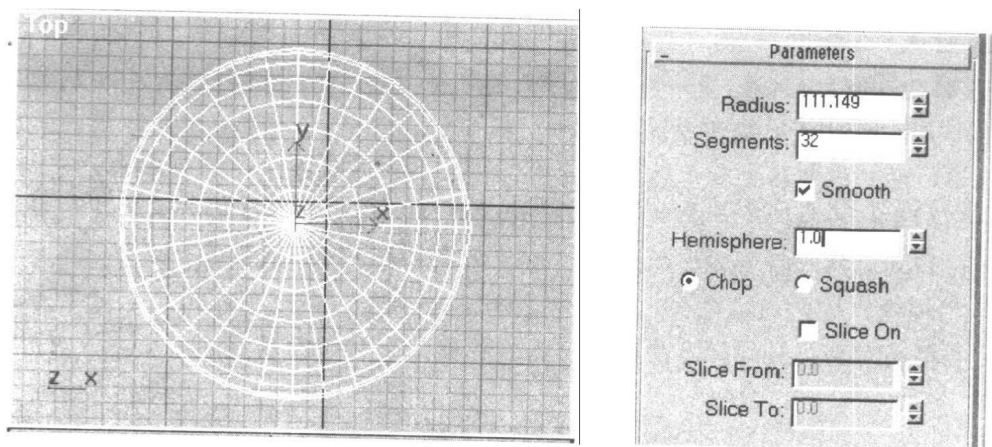 Top
y
z
x
z x
Parameters
Radius: 111.149
Segments: 32
Smooth
Hemisphere: 1.0
Chop
Squash
Slice On
Slice From: 0.0
Slice To: 0.0